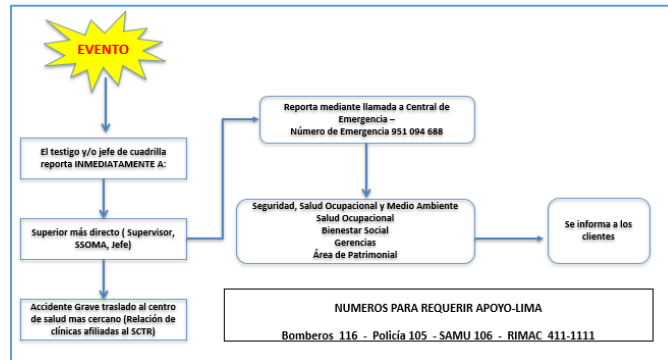 EVENTO
El testigo y/o jefe de cuadrilla
reporta INMEDIATAMENTE A:
Superior más directo ( Supervisor,
SSOMA, Jefe)
Accidente Grave traslado al centro
de salud mas cercano (Relación de
clínicas afiliadas al SCTR)
Reporta mediante llamada a Central de
Emergencia –
Número de Emergencia 951 094 688
Seguridad, Salud Ocupacional y Medio Ambiente
Salud Ocupacional
Bienestar Social
Gerencias
Área de Patrimonial
Se informa a los
clientes
NUMEROS PARA REQUERIR APOYO-LIMA
Bomberos 116 - Policía 105 - SAMU 106 - RIMAC 411-1111